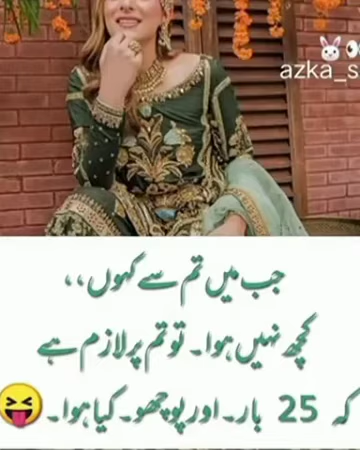 azka_s
جب میں تم سے کہوں،،
کچھ نہیں ہوا۔ تو تم پر لازم ہے
کہ 25 بار۔ اور پوچھو۔ کیا ہوا۔